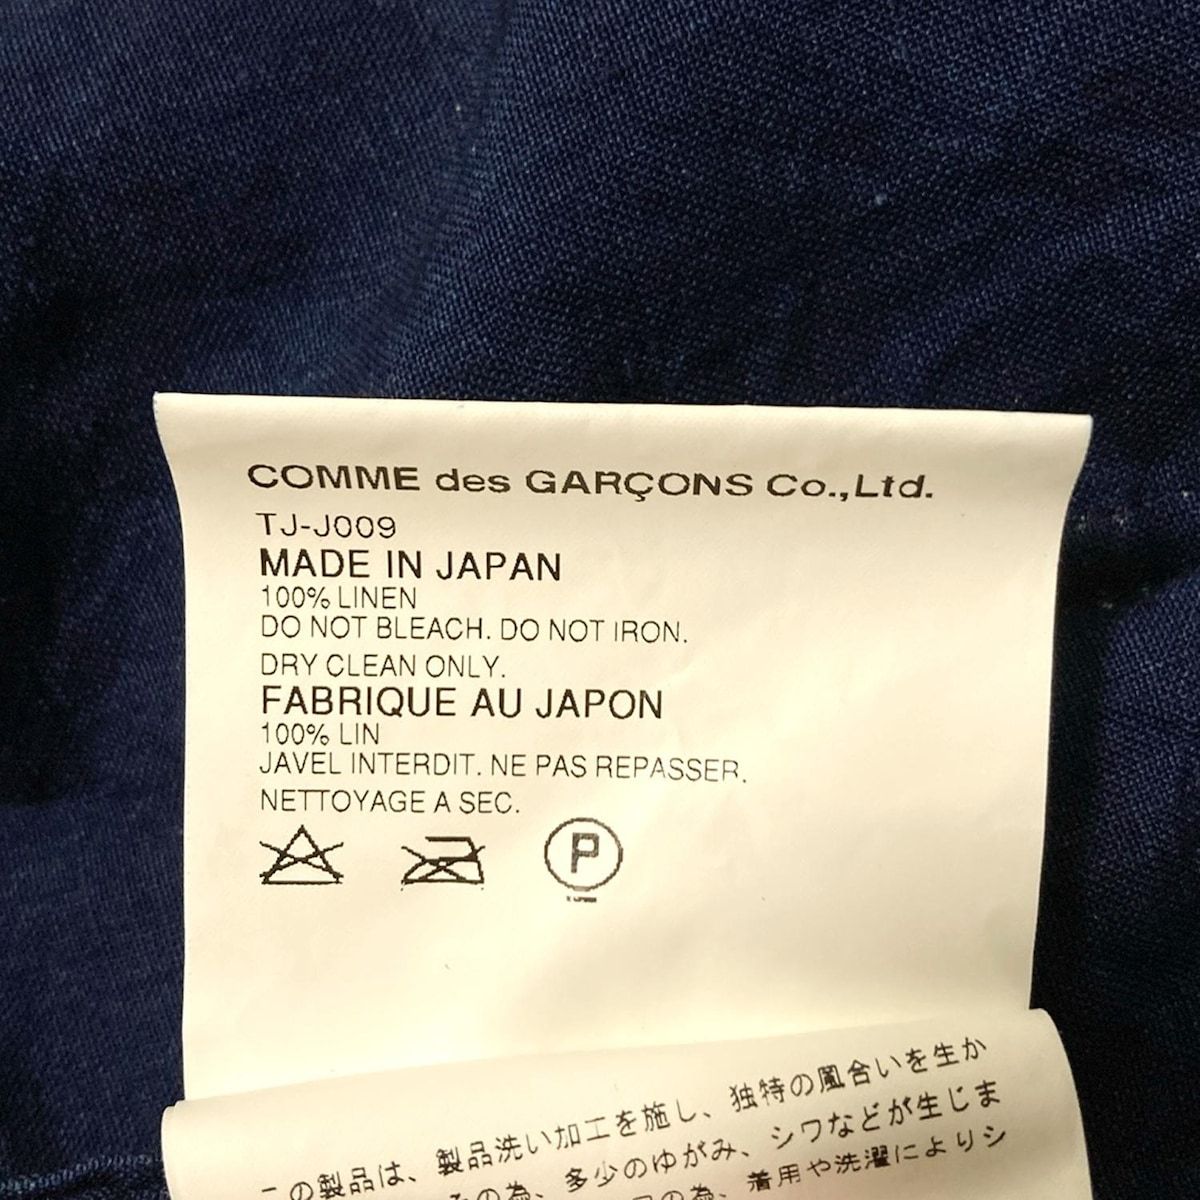 COMME des GARÇONS Co.,Ltd.
TJ-J009
MADE IN JAPAN
100% LINEN
DO NOT BLEACH. DO NOT IRON.
DRY CLEAN ONLY.
FABRIQUE AU JAPON
100% LIN
JAVEL INTERDIT. NE PAS REPASSER.
NETTOYAGE A SEC.
P
この製品は、製品洗い加工を施し、独特の風合いを生か
の為、多少のゆがみ、シワなどが生じま
の為、着用や洗濯によりシ